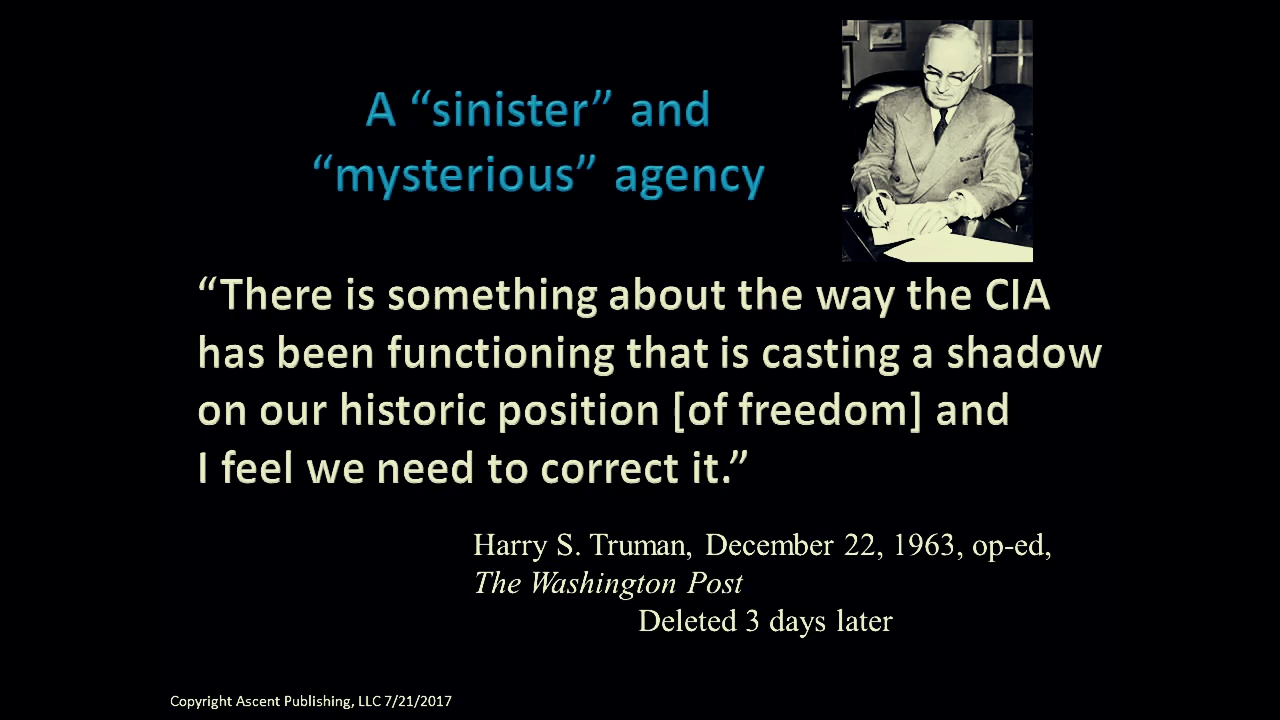 A “sinister” and
“mysterious” agency
“There is something about the way the CIA
has been functioning that is casting a shadow
on our historic position [of freedom] and
I feel we need to correct it.”
Harry S. Truman, December 22, 1963, op-ed,
The Washington Post
Deleted 3 days later
Copyright Ascent Publishing, LLC 7/21/2017